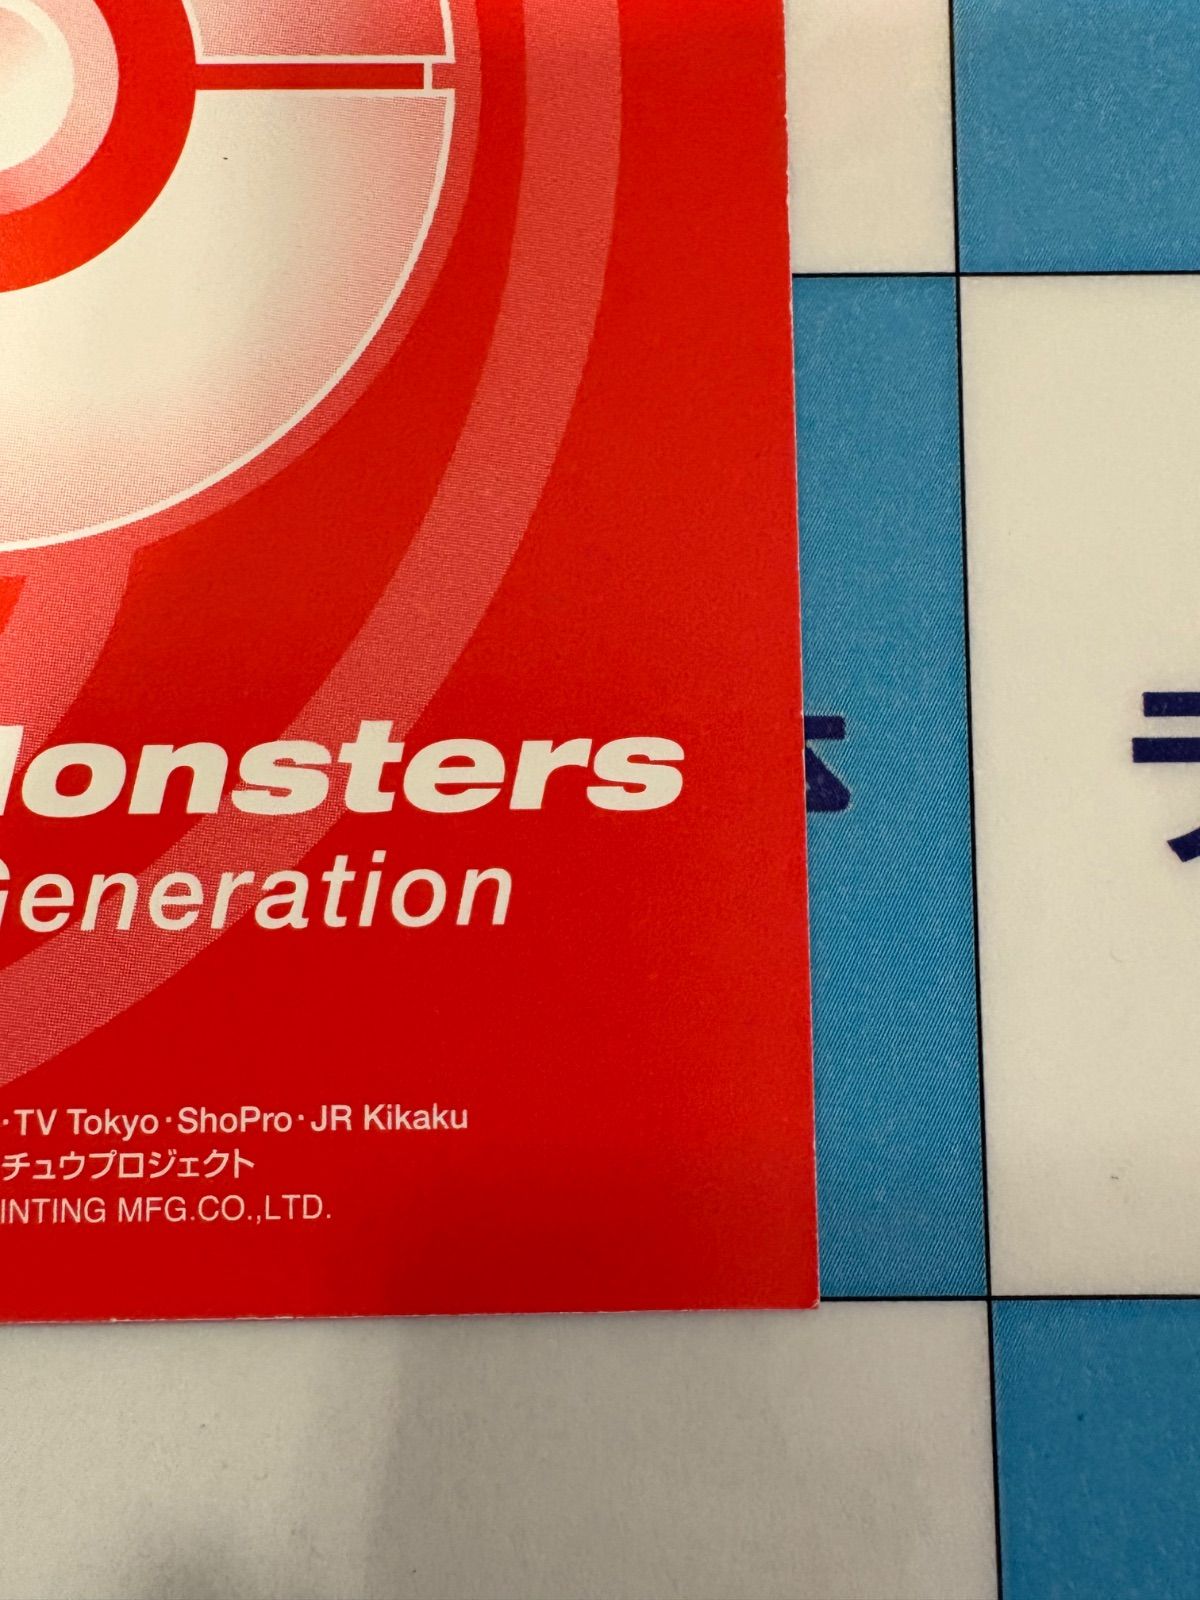 onsters
Generation
·TV Tokyo·ShoPro·JR Kikaku
チュウプロジェクト
INTING MFG.CO.,LTD.